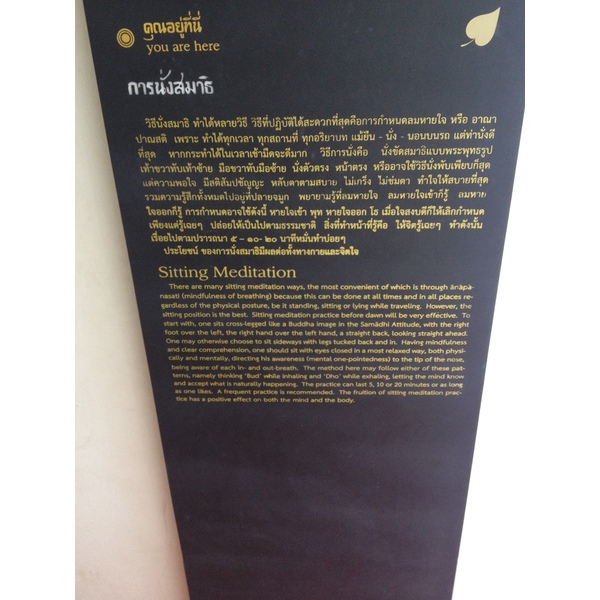 คุณอยู่ที่นี่
you are here
การนั่งสมาธิ
วิธีนั่งสมาธิ ทำได้หลายวิธี วิธีที่ปฏิบัติได้สะดวกที่สุดคือการกำหนดลมหายใจ หรือ อาณา
ปาณสติ เพราะ ทำได้ทุกเวลา ทุกสถานที่ ทุกอริยาบท แม้ยืน - นั่ง - นอนบนรถ แต่ท่านั่งดี
ที่สุด หากกระทำได้ในเวลาเช้ามืดจะดีมาก วิธีการนั่งคือ นั่งขัดสมาธิแบบพระพุทธรูป
เท้าขวาทับเท้าซ้าย มือขวาทับมือซ้าย นั่งตัวตรง หน้าตรง หรืออาจใช้วิธีนั่งพับเพียบก็สุด
แต่ความพอใจ มีสติสัมปชัญญะ หลับตาตามสบาย ไม่เกร็ง ไม่ข่มตา ทำใจให้สบายที่สุด
รวมความรู้สึกทั้งหมดไปอยู่ที่ปลายจมูก พยายามรู้ที่ลมหายใจ ลมหายใจเข้าก็รู้ ลมหาย
ใจออกก็รู้ การกำหนดอาจใช้ดังนี้ หายใจเข้า พุท หายใจออก โธ เมื่อใจสงบดีก็ให้เลิกกำหนด
เพียงแต่รู้เฉยๆ ปล่อยให้เป็นไปตามธรรมชาติ สิ่งที่ทำหน้าที่รู้คือ ให้จิตรู้เฉยๆ ทำดังนั้น
เรื่อยไปตามปรารถนา ๕ - ๑๐- ๒๐ นาทีหมั่นทำบ่อยๆ
ประโยชน์ ของการนั่งสมาธิมีผลต่อทั้งทางกายและจิตใจ
Sitting Meditation
There are many sitting meditation ways, the most convenient of which is through ānāpā-
nasati (mindfulness of breathing) because this can be done at all times and in all places re-
gardless of the physical posture, be it standing, sitting or lying while traveling. However, the
sitting position is the best. Sitting meditation practice before dawn will be very effective. To
start with, one sits cross-legged like a Buddha image in the Samādhi Attitude, with the right
foot over the left, the right hand over the left hand, a straight back, looking straight ahead.
One may otherwise choose to sit sideways with legs tucked back and in. Having mindfulness
and clear comprehension, one should sit with eyes closed in a most relaxed way, both physi-
cally and mentally, directing his awareness (mental one-pointedness) to the tip of the nose,
being aware of each in- and out-breath. The method here may follow either of these pat-
terns, namely thinking 'Bud' while inhaling and 'Dho' while exhaling, letting the mind know
and accept what is naturally happening. The practice can last 5, 10 or 20 minutes or as long
as one likes. A frequent practice is recommended. The fruition of sitting meditation prac-
tice has a positive effect on both the mind and the body.